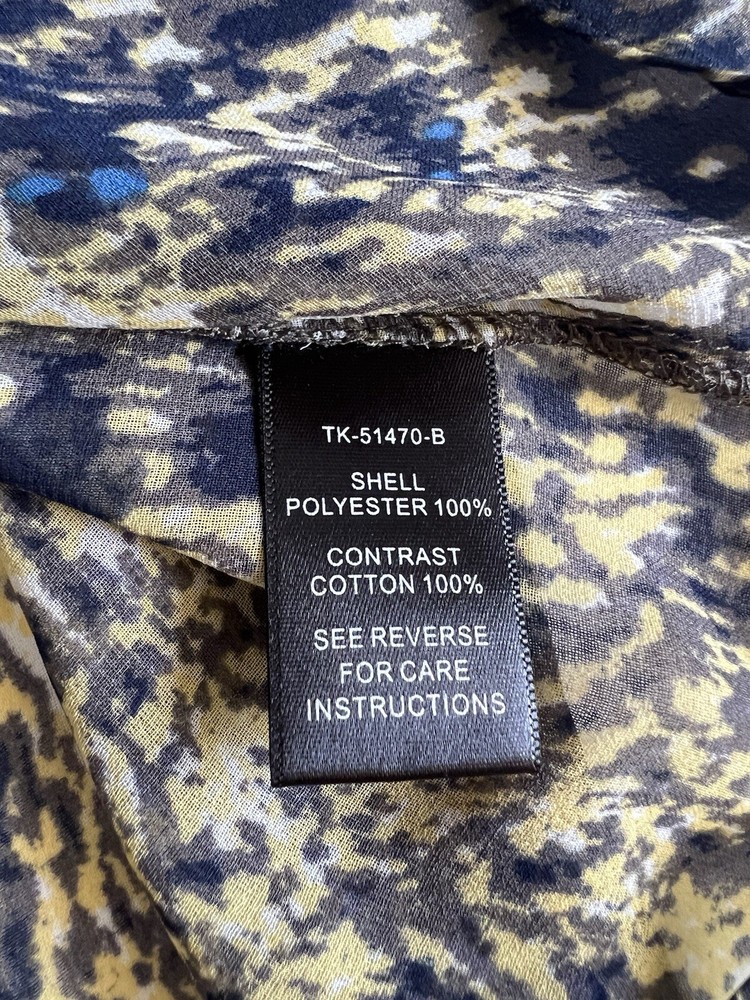 TK-51470-B
SHELL
POLYESTER 100%
CONTRAST
COTTON 100%
SEE REVERSE
FOR CARE
INSTRUCTIONS